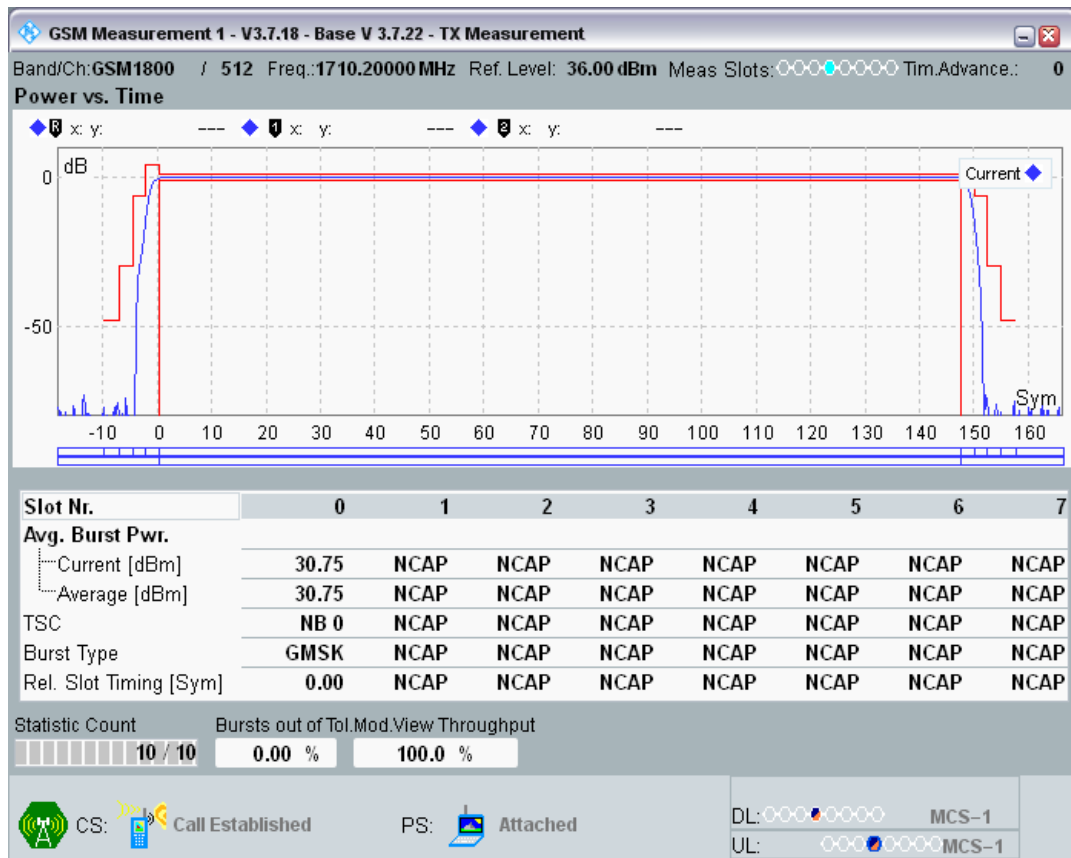 GSM Measurement 1 - V3.7.18 - Base V 3.7.22 - TX Measurement
Band/Ch:GSM1800 / 512 Freq.:1710.20000 MHz Ref. Level: 36.00 dBm Meas Slots: Tim.Advance.: 0
Power vs. Time
R x: y: --- 1 x: y: --- 2 x: y: ---
dB
Current
0
-50
Sym
-10 0 10 20 30 40 50 60 70 80 90 100 110 120 130 140 150 160
Slot Nr. 0 1 2 3 4 5 6 7
Avg. Burst Pwr.
Current [dBm] 30.75 NCAP NCAP NCAP NCAP NCAP NCAP NCAP
Average [dBm] 30.75 NCAP NCAP NCAP NCAP NCAP NCAP NCAP
TSC NB 0 NCAP NCAP NCAP NCAP NCAP NCAP NCAP
Burst Type GMSK NCAP NCAP NCAP NCAP NCAP NCAP NCAP
Rel. Slot Timing [Sym] 0.00 NCAP NCAP NCAP NCAP NCAP NCAP NCAP
Statistic Count Bursts out of Tol.Mod.View Throughput
10 / 10 0.00 % 100.0 %
CS: Call Established PS: Attached
DL: MCS-1
UL: MCS-1